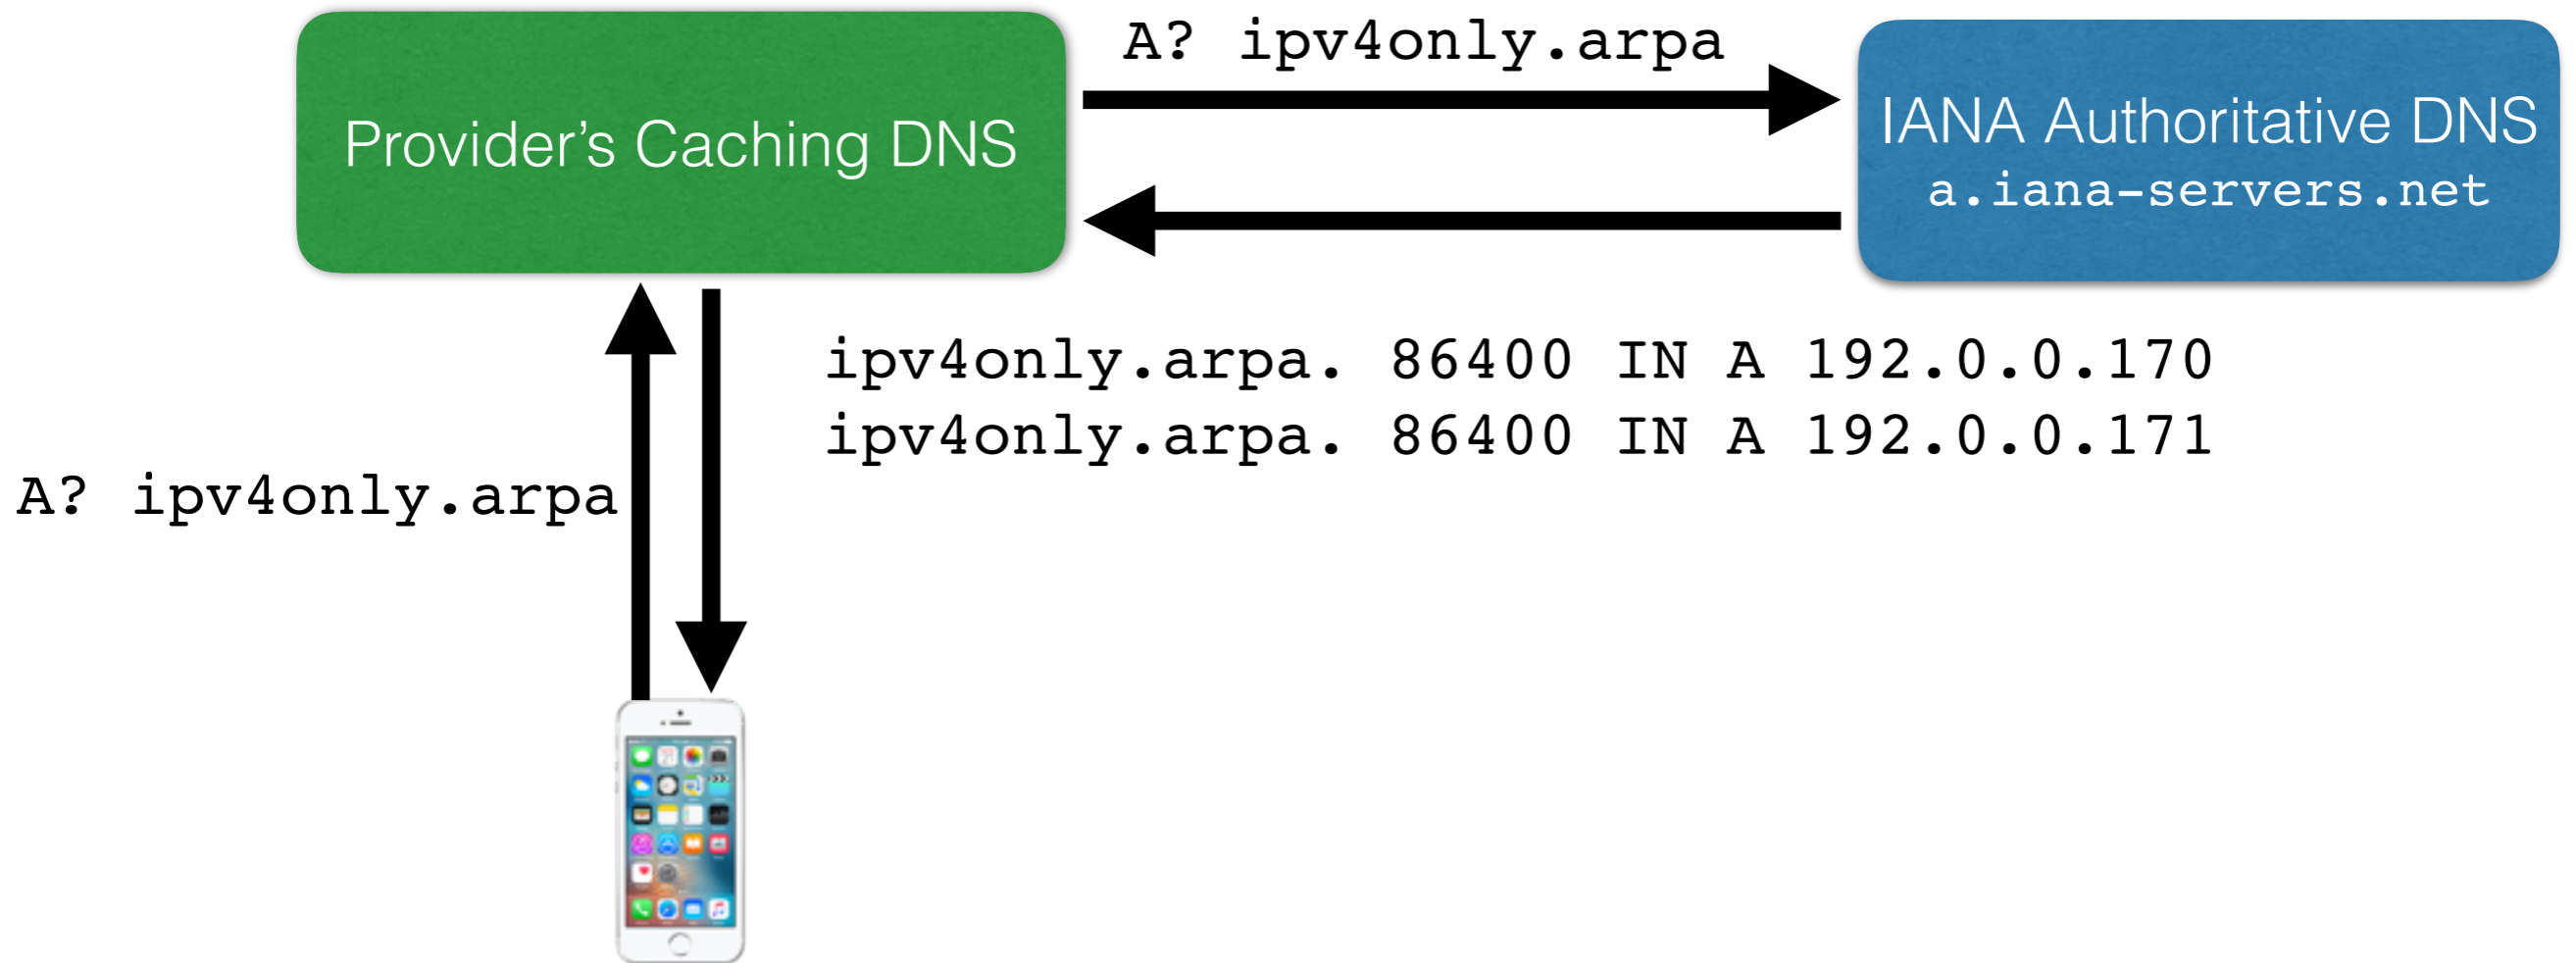 A? ipv4only.arpa
Provider’s Caching DNS
IANA Authoritative DNS
a.iana-servers.net
ipv4only.arpa. 86400 IN A 192.0.0.170
ipv4only.arpa. 86400 IN A 192.0.0.171
A? ipv4only.arpa